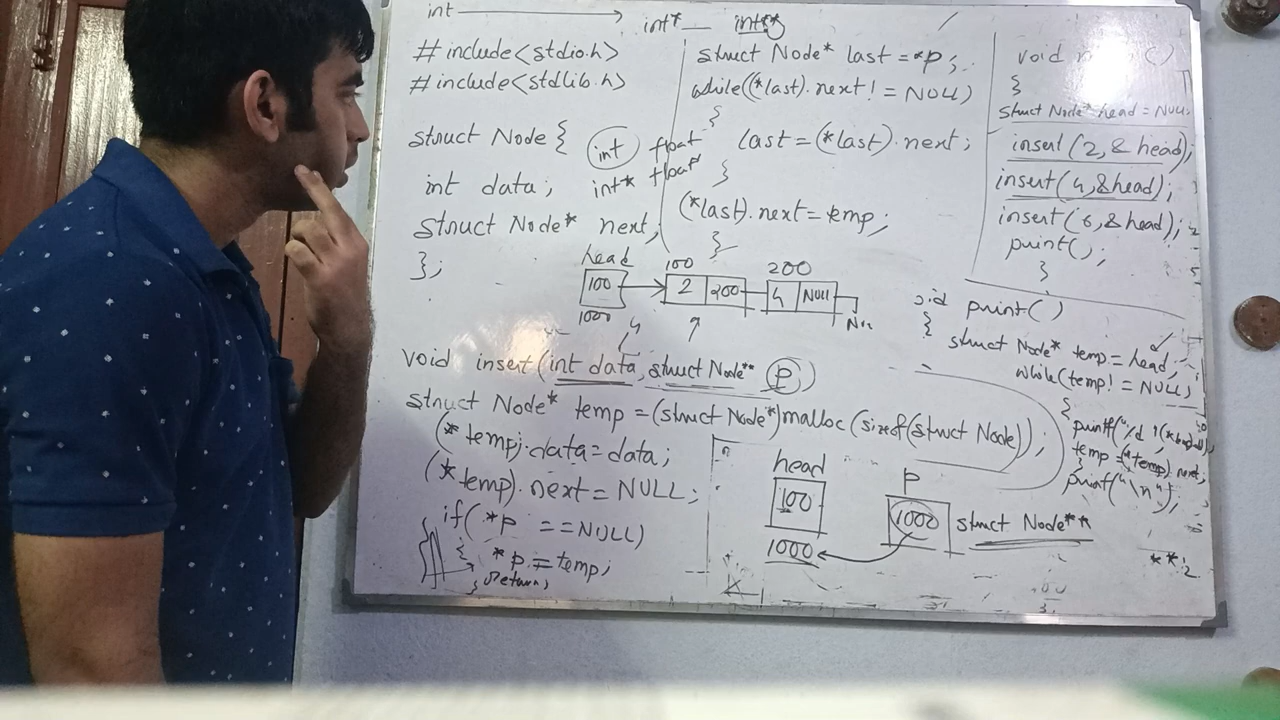 int int* int**
#include<stdio.h>
#include<stdlib.h>
struct Node {
int data;
struct Node* next;
};
int float
int* float*
void insert(int data, struct Node** p)
struct Node* temp = (struct Node*)malloc(sizeof(struct Node));
(*temp).data = data;
(*temp).next = NULL;
if(*p == NULL)
{
*p = temp;
return;
}
struct Node* last = *p;
while((*last).next != NULL)
{
last = (*last).next;
}
(*last).next = temp;
}
head
100
1000
100
2 200
200
4 NULL
4
head
100
1000
p
1000
struct Node**
void ()
{
struct Node* head = NULL;
insert(2, &head);
insert(4, &head);
insert(6, &head);
print();
}
void print()
{
struct Node* temp = head;
while(temp != NULL)
{
printf("%d
temp = (*temp).next;
}
printf("\n");
**:2